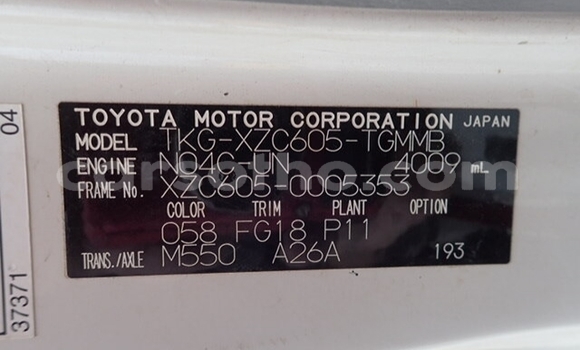 TOYOTA MOTOR CORPORATION JAPAN
MODEL TKG-XZC605-TGMMB
ENGINE N04C-UN 4009 mL
FRAME No. XZC605-0005353
COLOR TRIM PLANT OPTION
058 FG18 P11
TRANS./AXLE M550 A26A 193
37371 04